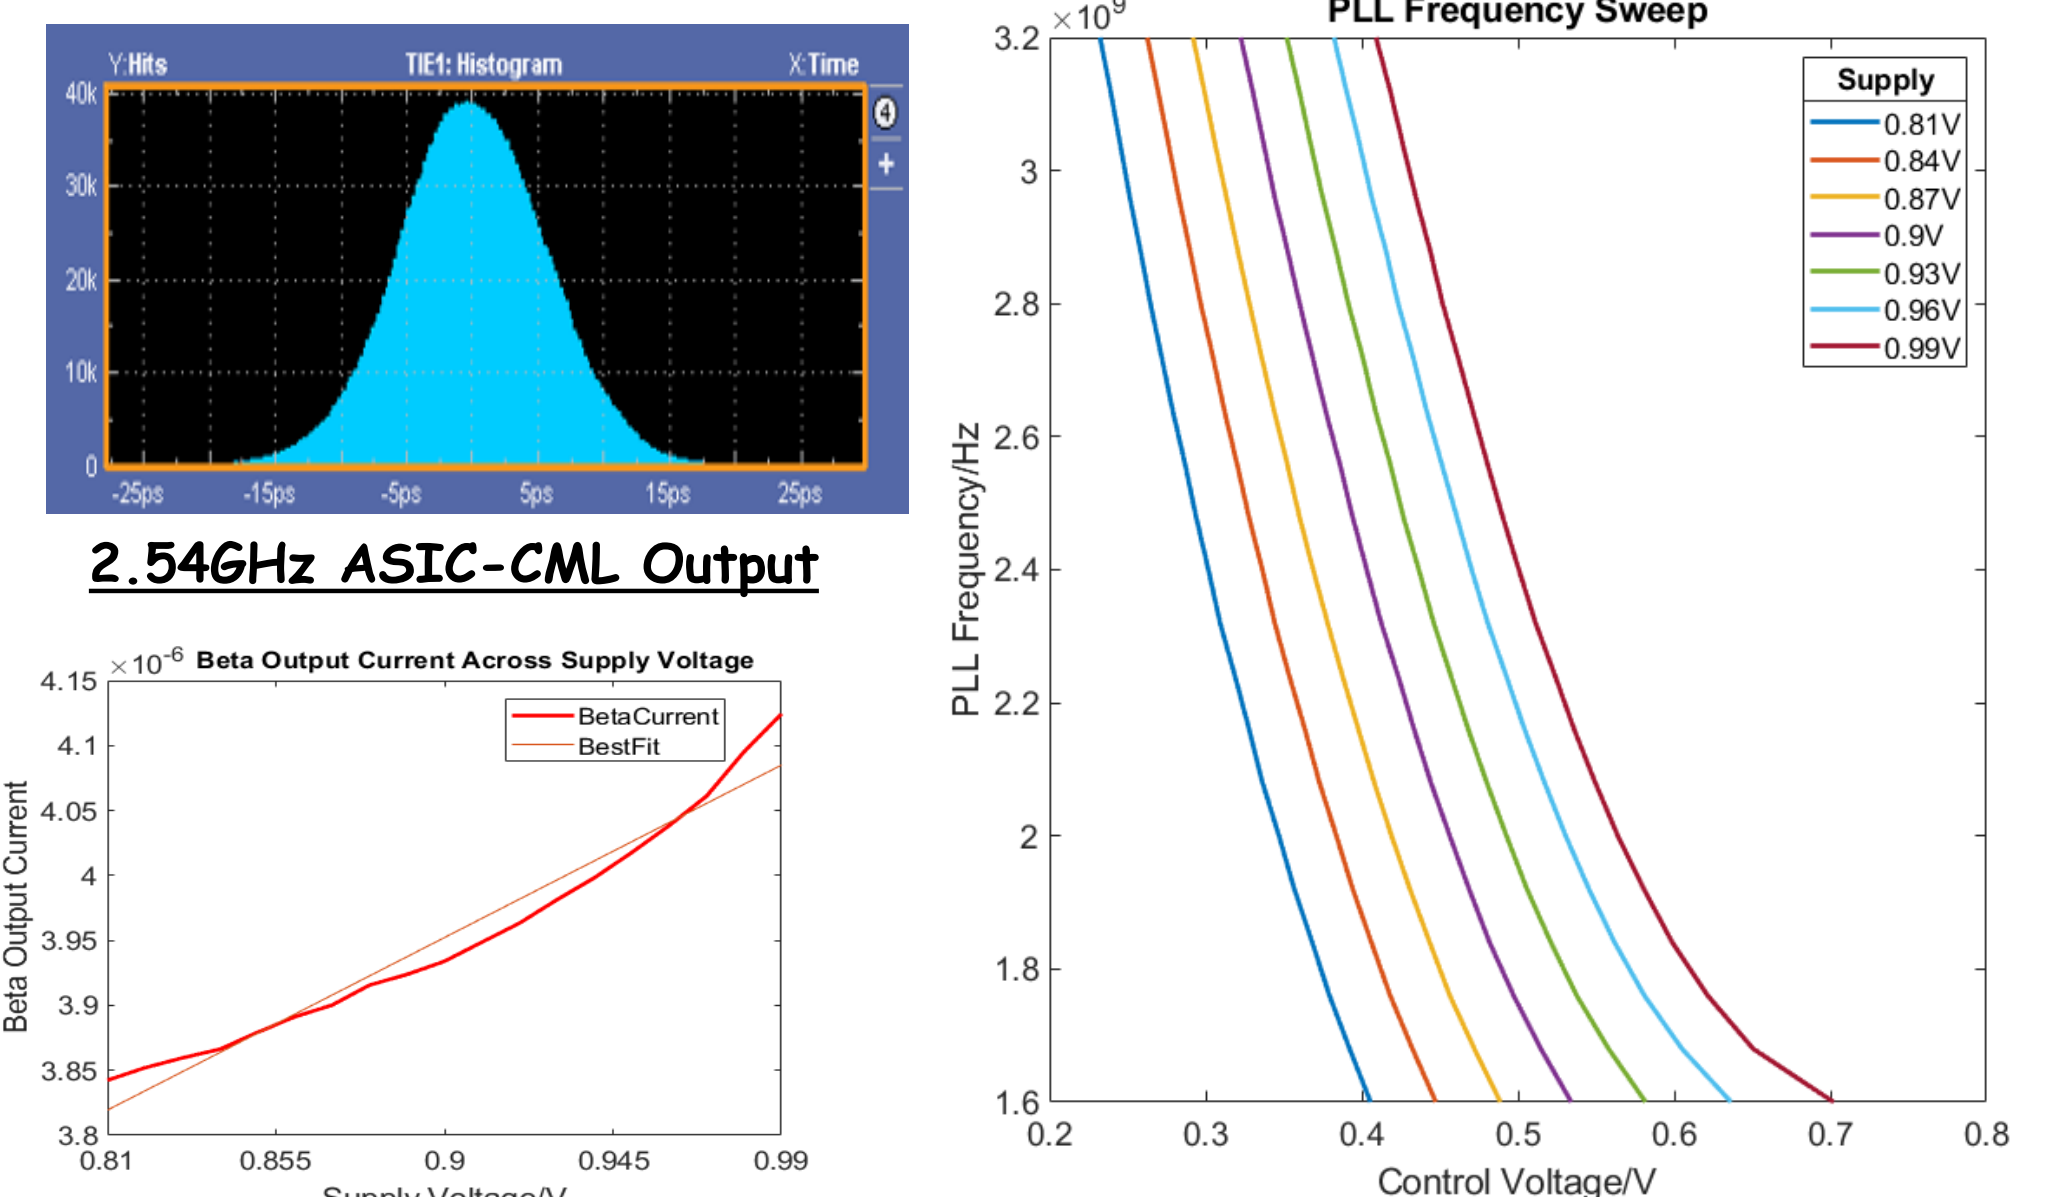 Y:Hits TIE1: Histogram X:Time
40k
30k
20k
10k
0
-25ps -15ps -5ps 5ps 15ps 25ps
4
+
2.54GHz ASIC-CML Output
×10-6 Beta Output Current Across Supply Voltage
4.15
4.1
4.05
4
3.95
3.9
3.85
3.8
Beta Output Current
BetaCurrent
BestFit
0.81 0.855 0.9 0.945 0.99
Supply Voltage/V
×109 PLL Frequency Sweep
3.2
3
2.8
2.6
2.4
2.2
2
1.8
1.6
PLL Frequency/Hz
Supply
0.81V
0.84V
0.87V
0.9V
0.93V
0.96V
0.99V
0.2 0.3 0.4 0.5 0.6 0.7 0.8
Control Voltage/V